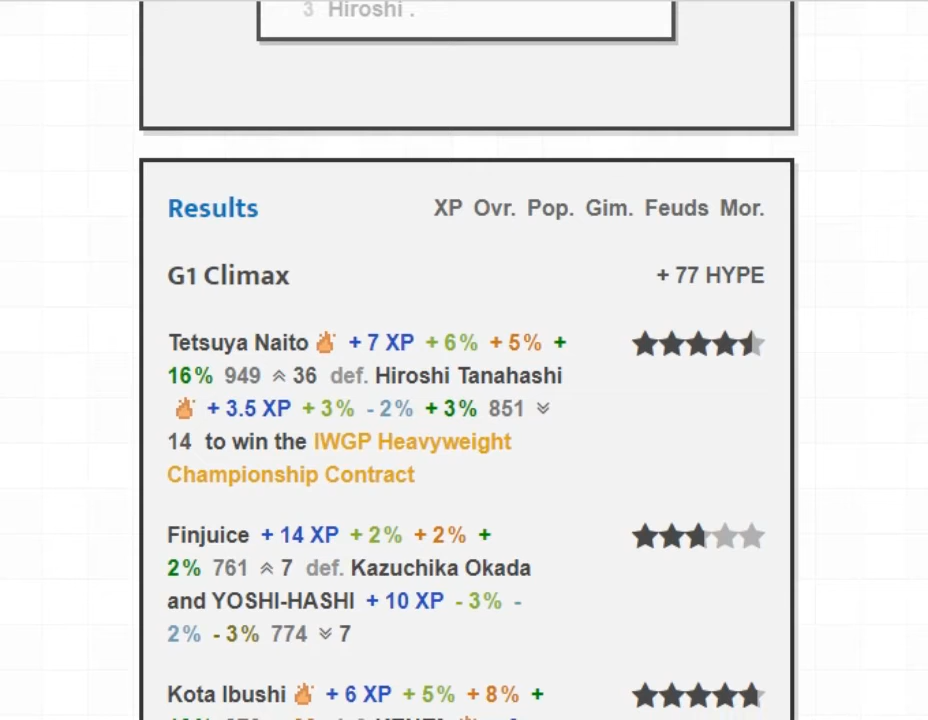 3 Hiroshi .
Results XP Ovr. Pop. Gim. Feuds Mor.
G1 Climax + 77 HYPE
Tetsuya Naito + 7 XP + 6% + 5% +
16% 949 36 def. Hiroshi Tanahashi
+ 3.5 XP + 3% - 2% + 3% 851
14 to win the IWGP Heavyweight
Championship Contract
Finjuice + 14 XP + 2% + 2% +
2% 761 7 def. Kazuchika Okada
and YOSHI-HASHI + 10 XP - 3% -
2% - 3% 774 7
Kota Ibushi + 6 XP + 5% + 8% +